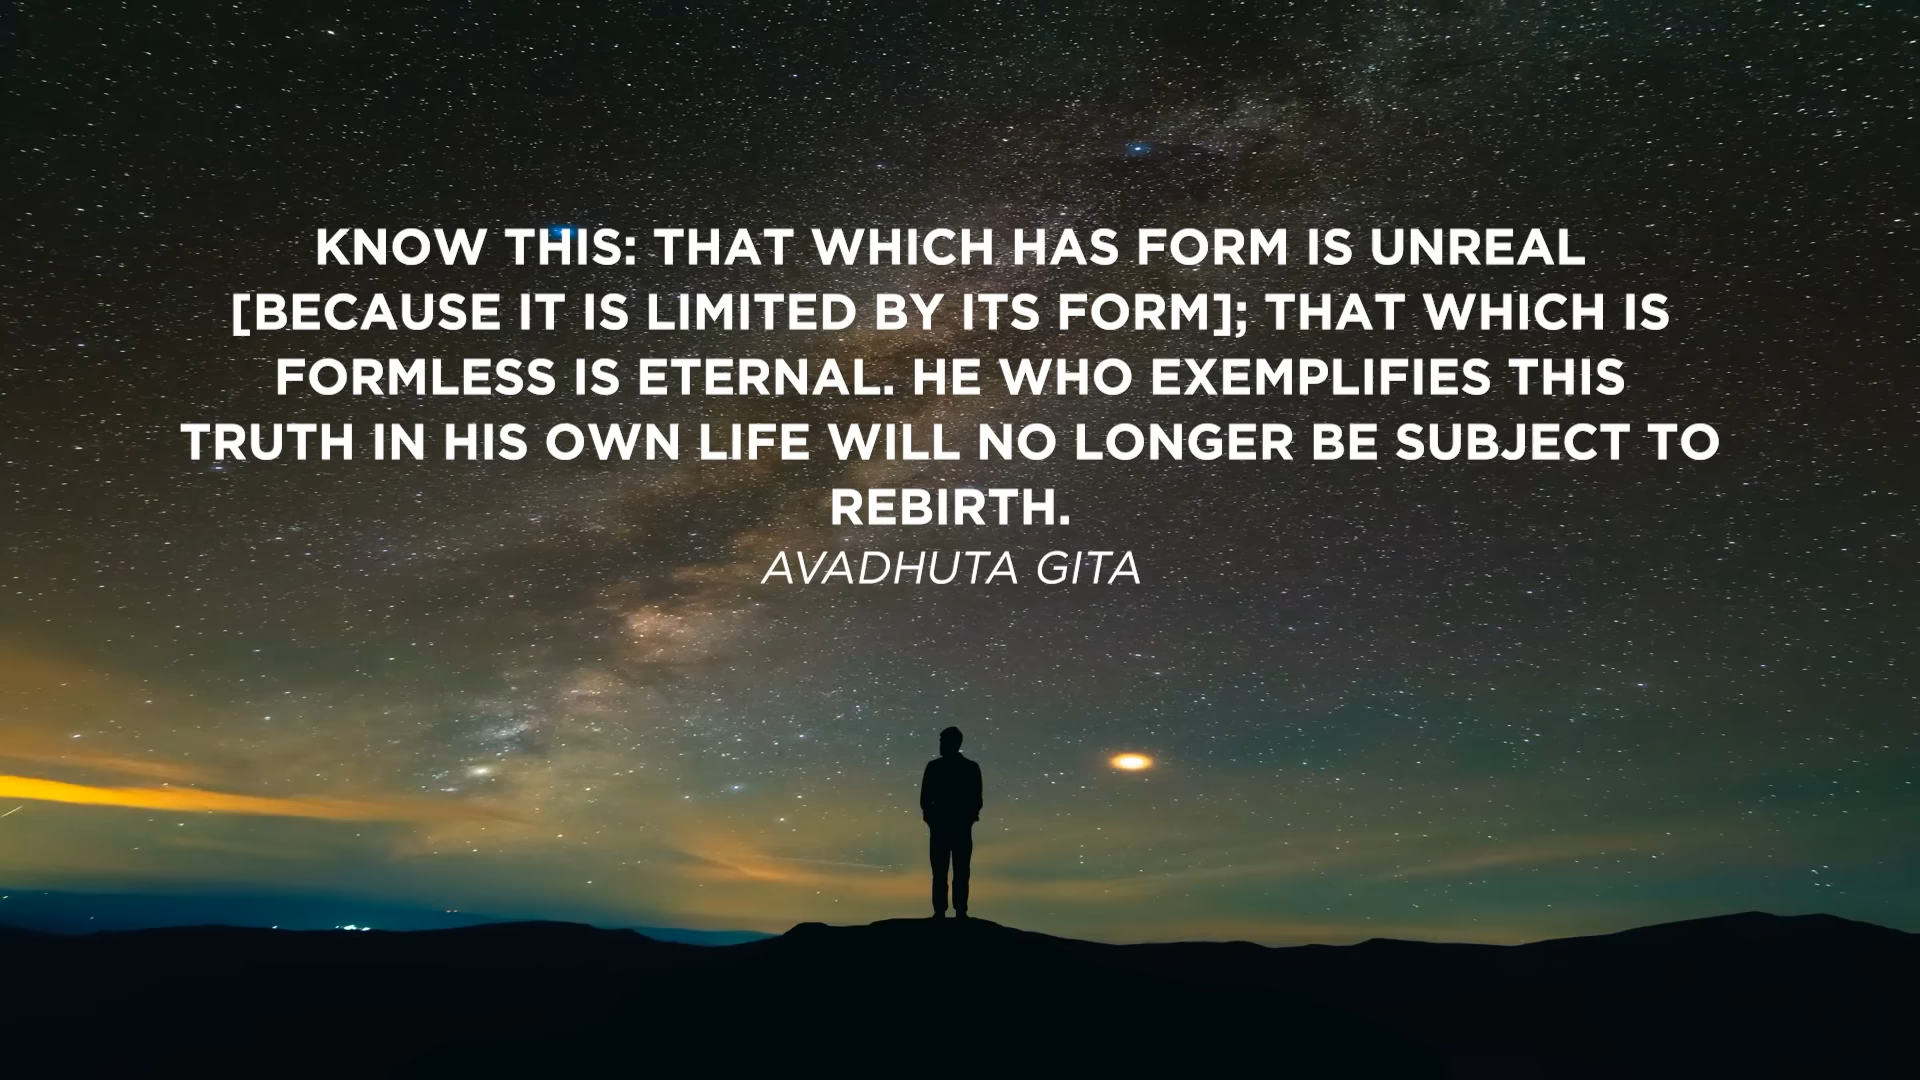 KNOW THIS: THAT WHICH HAS FORM IS UNREAL
[BECAUSE IT IS LIMITED BY ITS FORM]; THAT WHICH IS
FORMLESS IS ETERNAL. HE WHO EXEMPLIFIES THIS
TRUTH IN HIS OWN LIFE WILL NO LONGER BE SUBJECT TO
REBIRTH.
AVADHUTA GITA